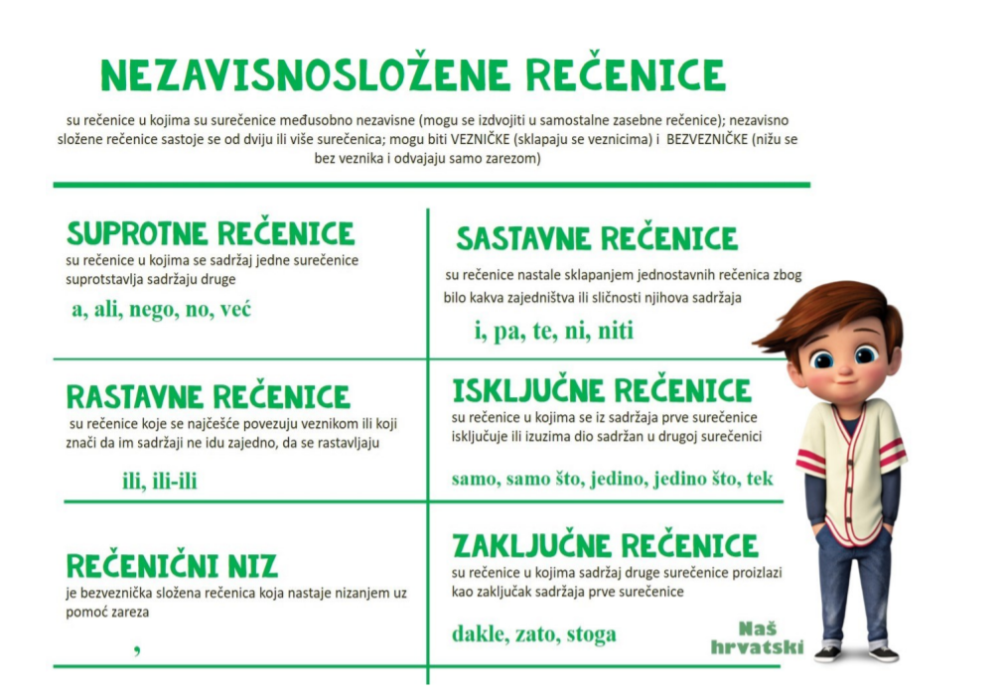 NEZAVISNOSLOŽENE REČENICE
su rečenice u kojima su surečenice međusobno nezavisne (mogu se izdvojiti u samostalne zasebne rečenice); nezavisno
složene rečenice sastoje se od dviju ili više surečenica; mogu biti VEZNIČKE (sklapaju se veznicima) i BEZVEZNIČKE (nižu se
bez veznika i odvajaju samo zarezom)
SUPROTNE REČENICE
su rečenice u kojima se sadržaj jedne surečenice
suprotstavlja sadržaju druge
a, ali, nego, no, već
SASTAVNE REČENICE
su rečenice nastale sklapanjem jednostavnih rečenica zbog
bilo kakva zajedništva ili sličnosti njihova sadržaja
i, pa, te, ni, niti
RASTAVNE REČENICE
su rečenice koje se najčešće povezuju veznikom ili koji
znači da im sadržaji ne idu zajedno, da se rastavljaju
ili, ili-ili
ISKLJUČNE REČENICE
su rečenice u kojima se iz sadržaja prve surečenice
isključuje ili izuzima dio sadržan u drugoj surečenici
samo, samo što, jedino, jedino što, tek
REČENIČNI NIZ
je bezveznička složena rečenica koja nastaje nizanjem uz
pomoć zareza
,
ZAKLJUČNE REČENICE
su rečenice u kojima sadržaj druge surečenice proizlazi
kao zaključak sadržaja prve surečenice
dakle, zato, stoga
Naš
hrvatski